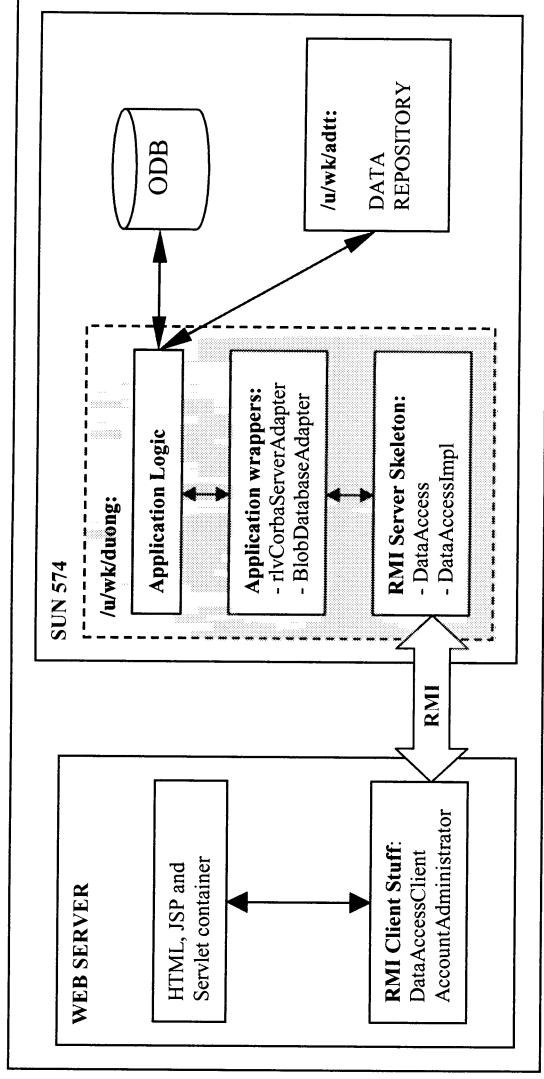 WEB SERVER
HTML, JSP and
Servlet container
RMI Client Stuff:
DataAccessClient
AccountAdministrator
RMI
SUN 574
/u/wk/duong:
Application Logic
Application wrappers:
- rlvCorbaServerAdapter
- BlobDatabaseAdapter
RMI Server Skeleton:
- DataAccess
- DataAccessImpl
ODB
/u/wk/adtt:
DATA
REPOSITORY